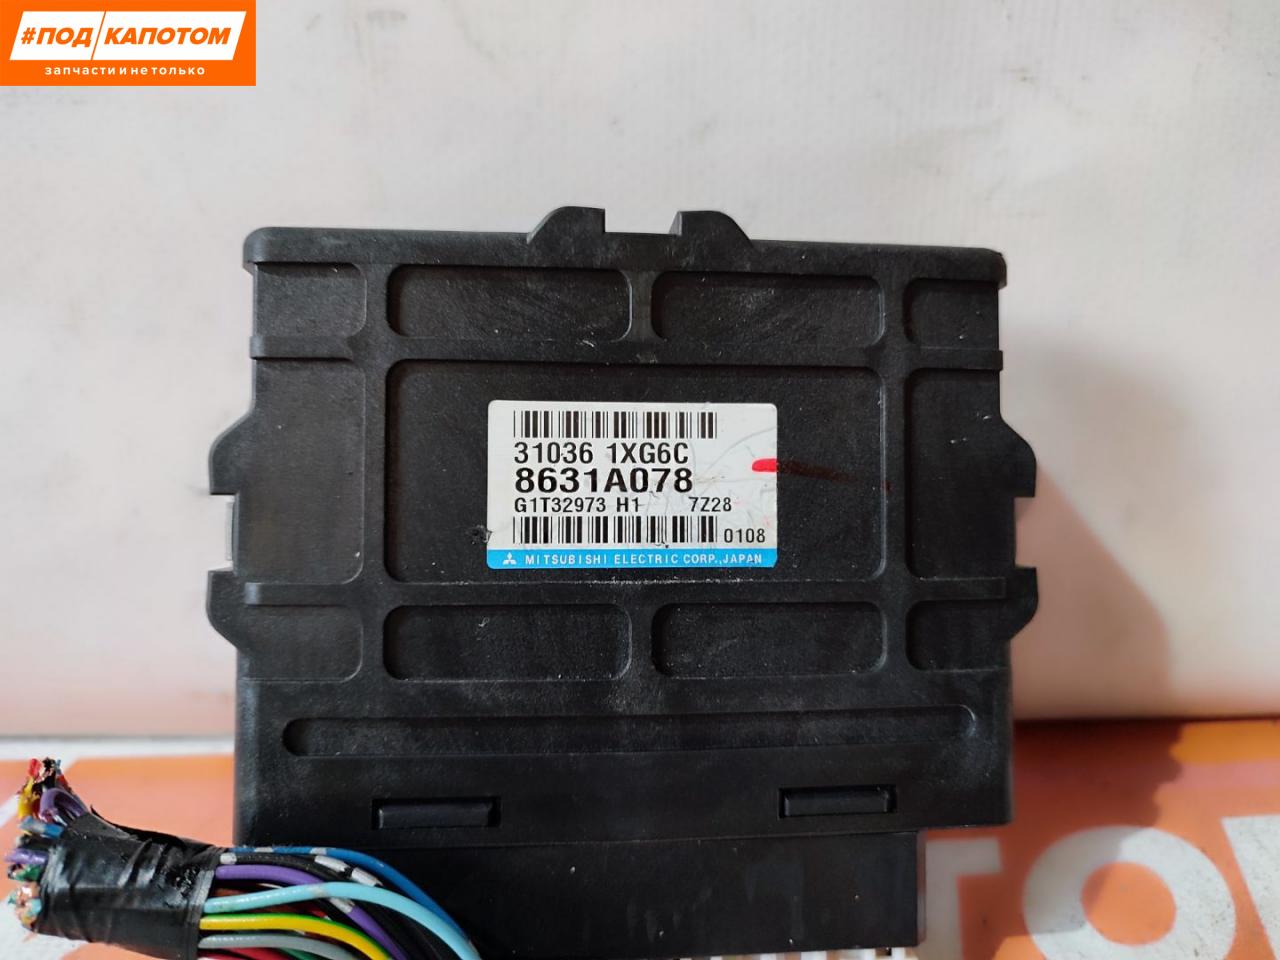 #ПОД КАПОТОМ
запчасти и не только
31036 1XG6C
8631A078
G1T32973 H1 7Z28
0108
MITSUBISHI ELECTRIC CORP.,JAPAN